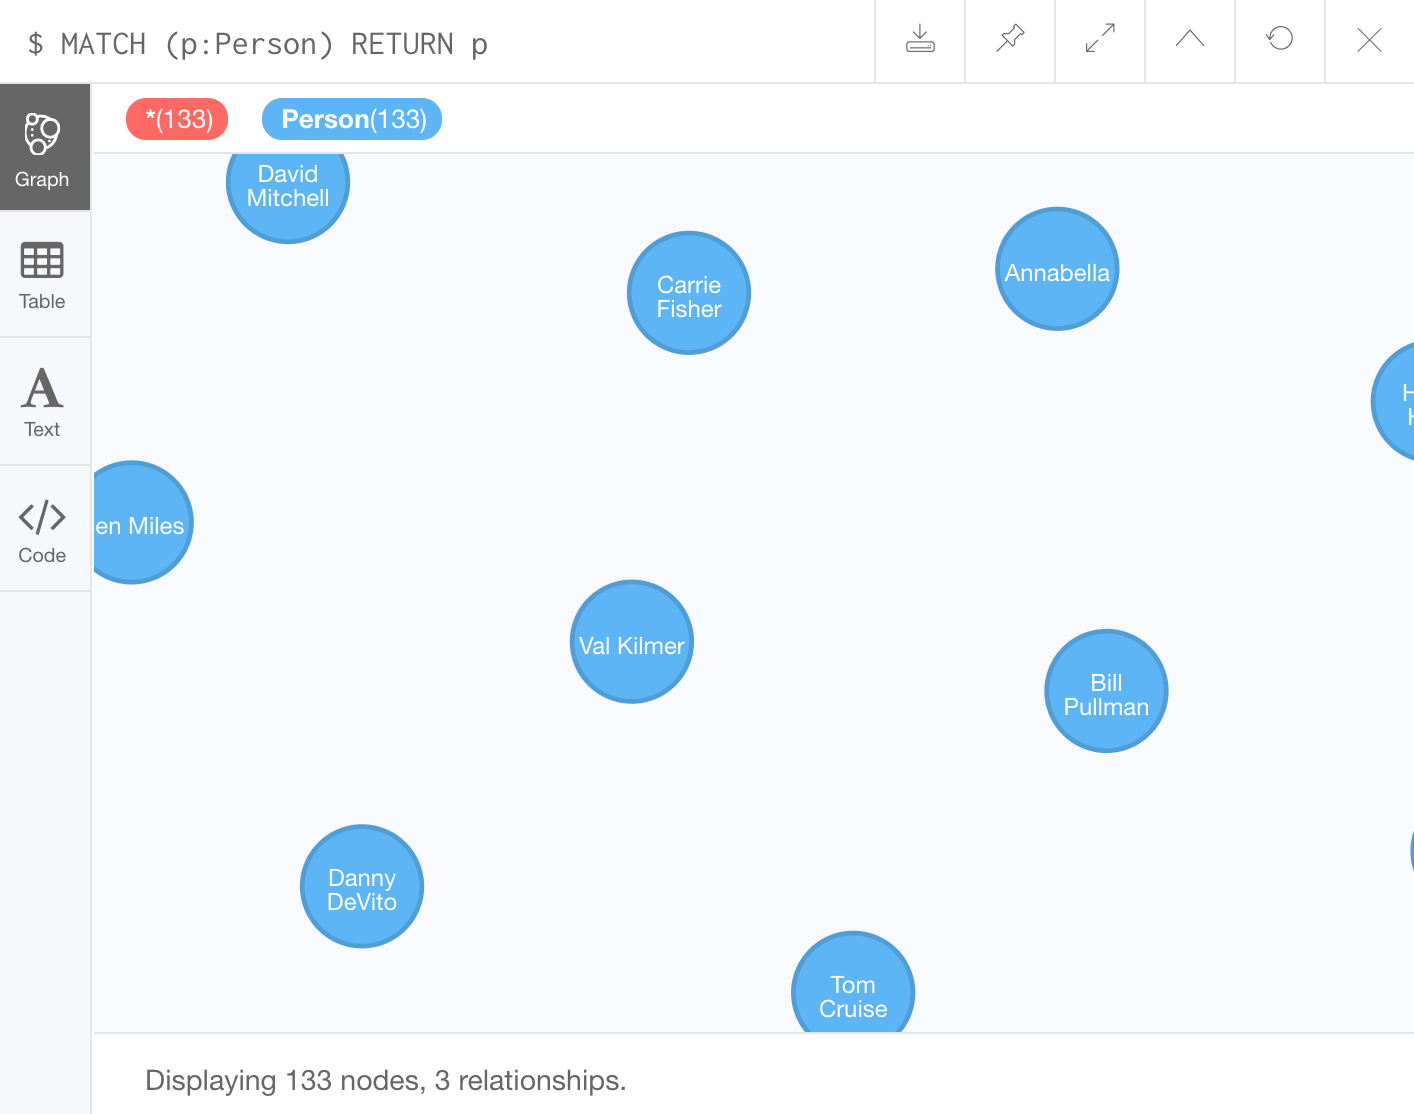 $ MATCH (p:Person) RETURN p
*(133) Person(133)
Graph
Table
Text
Code
David
Mitchell
Carrie
Fisher
Annabella
en Miles
Val Kilmer
Bill
Pullman
Danny
DeVito
Tom
Cruise
Displaying 133 nodes, 3 relationships.